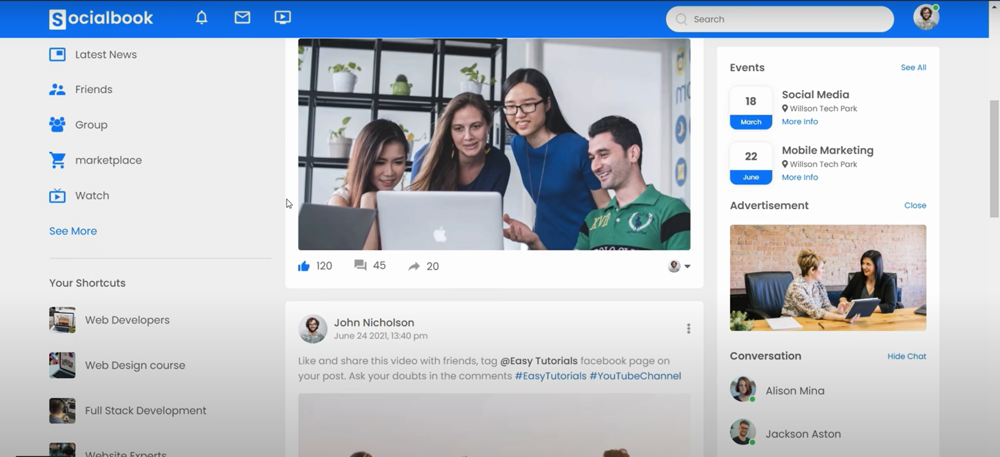 Socialbook
Search
Latest News
Friends
Group
marketplace
Watch
See More
Your Shortcuts
Web Developers
Web Design course
Full Stack Development
Website Experts
XVII
120
45
20
John Nicholson
June 24 2021, 13:40 pm
Like and share this video with friends, tag @Easy Tutorials facebook page on
your post. Ask your doubts in the comments #EasyTutorials #YouTubeChannel
Events
See All
18
March
Social Media
Willson Tech Park
More Info
22
June
Mobile Marketing
Willson Tech Park
More Info
Advertisement
Close
Conversation
Hide Chat
Alison Mina
Jackson Aston